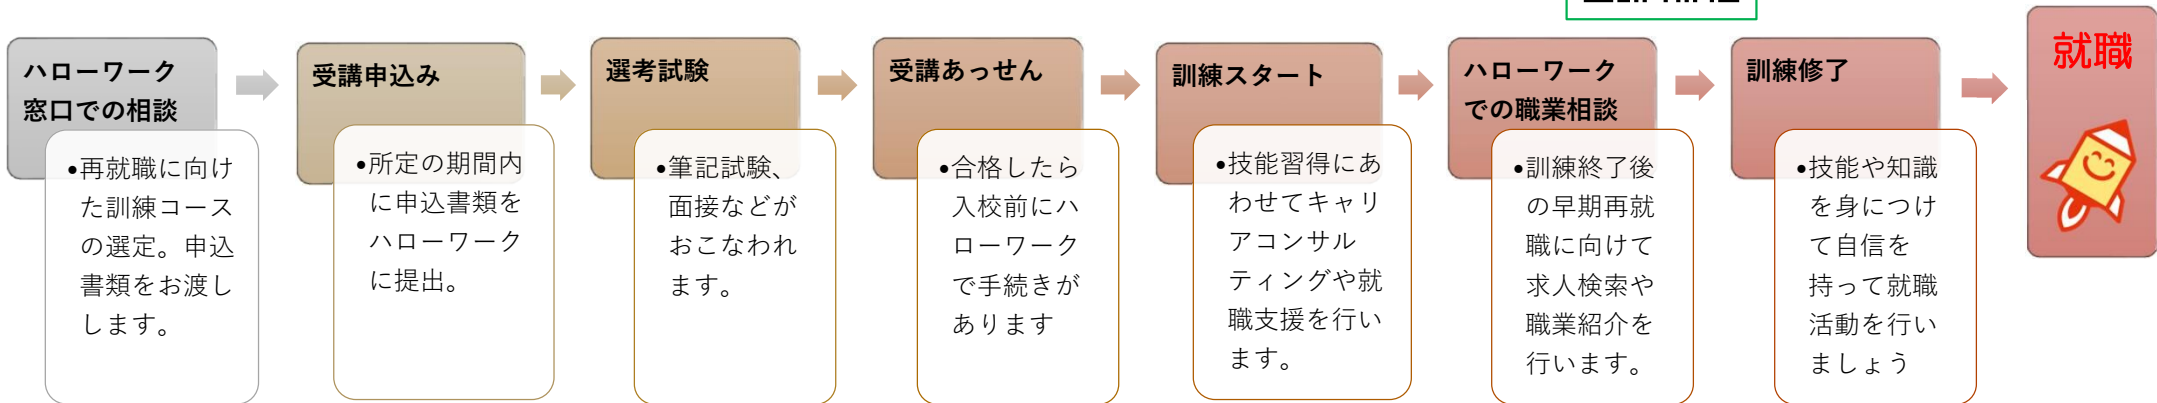 ハローワーク
窓口での相談
•再就職に向け
た訓練コース
の選定。申込
書類をお渡し
します。
受講申込み
•所定の期間内
に申込書類を
ハローワーク
に提出。
選考試験
•筆記試験、
面接などが
おこなわれ
ます。
受講あっせん
•合格したら
入校前にハ
ローワーク
で手続きが
あります
訓練スタート
•技能習得にあ
わせてキャリ
アコンサル
ティングや就
職支援を行い
ます。
ハローワーク
での職業相談
•訓練終了後
の早期再就
職に向けて
求人検索や
職業紹介を
行います。
訓練修了
•技能や知識
を身につけ
て自信を
持って就職
活動を行い
ましょう
就職